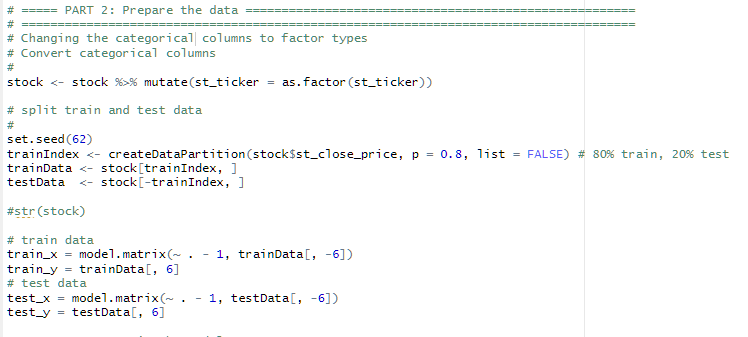 # ===== PART 2: Prepare the data ======================================================
# =====================================================================================
# Changing the categorical columns to factor types
# Convert categorical columns
#
stock <- stock %>% mutate(st_ticker = as.factor(st_ticker))
# split train and test data
#
set.seed(62)
trainIndex <- createDataPartition(stock$st_close_price, p = 0.8, list = FALSE) # 80% train, 20% test
trainData <- stock[trainIndex, ]
testData  <- stock[-trainIndex, ]
#str(stock)
# train data
train_x = model.matrix(~ . - 1, trainData[, -6])
train_y = trainData[, 6]
# test data
test_x = model.matrix(~ . - 1, testData[, -6])
test_y = testData[, 6]